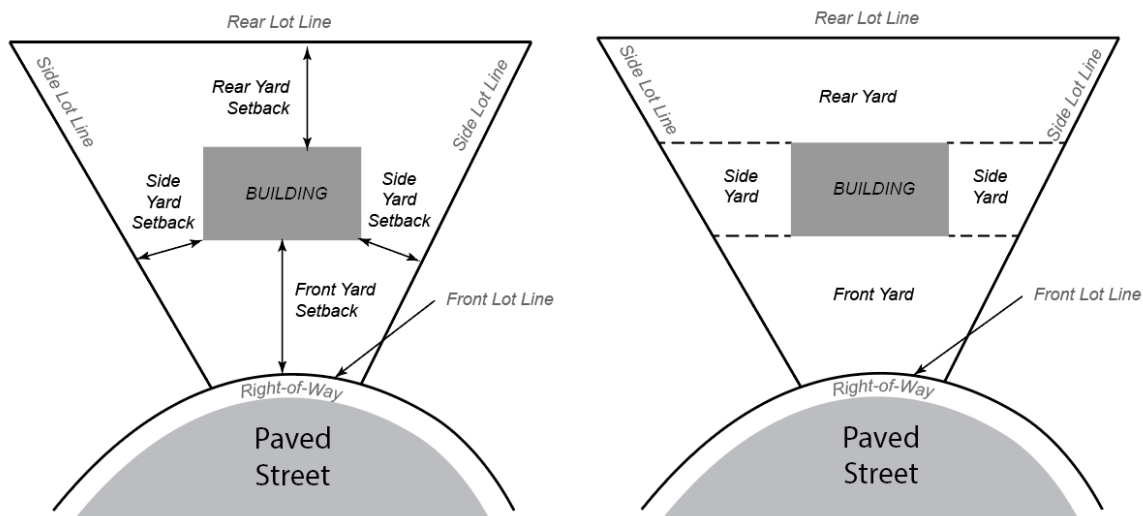 Rear Lot Line
Side Lot Line
Side Lot Line
Rear Yard
Setback
Side
Yard
Setback
BUILDING
Side
Yard
Setback
Front Yard
Setback
Front Lot Line
Right-of-Way
Paved
Street
Rear Lot Line
Side Lot Line
Side Lot Line
Rear Yard
Side
Yard
BUILDING
Side
Yard
Front Yard
Front Lot Line
Right-of-Way
Paved
Street